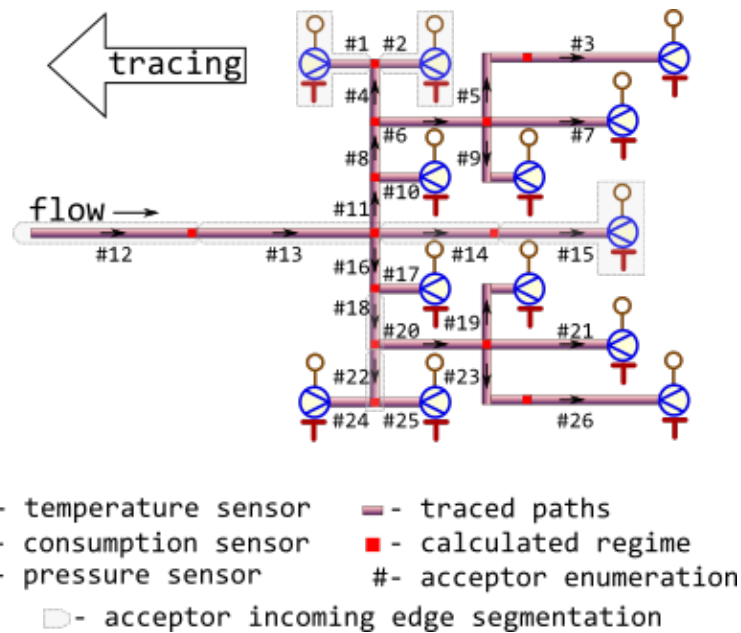 #1 #2 #3
tracing
#4 #5
#6 #7
#8 #9
#10
flow #11
#12 #13 #14 #15
#16 #17
#18 #19
#20 #21
#22 #23
#24 #25 #26
- temperature sensor - traced paths
- consumption sensor - calculated regime
- pressure sensor #- acceptor enumeration
- acceptor incoming edge segmentation